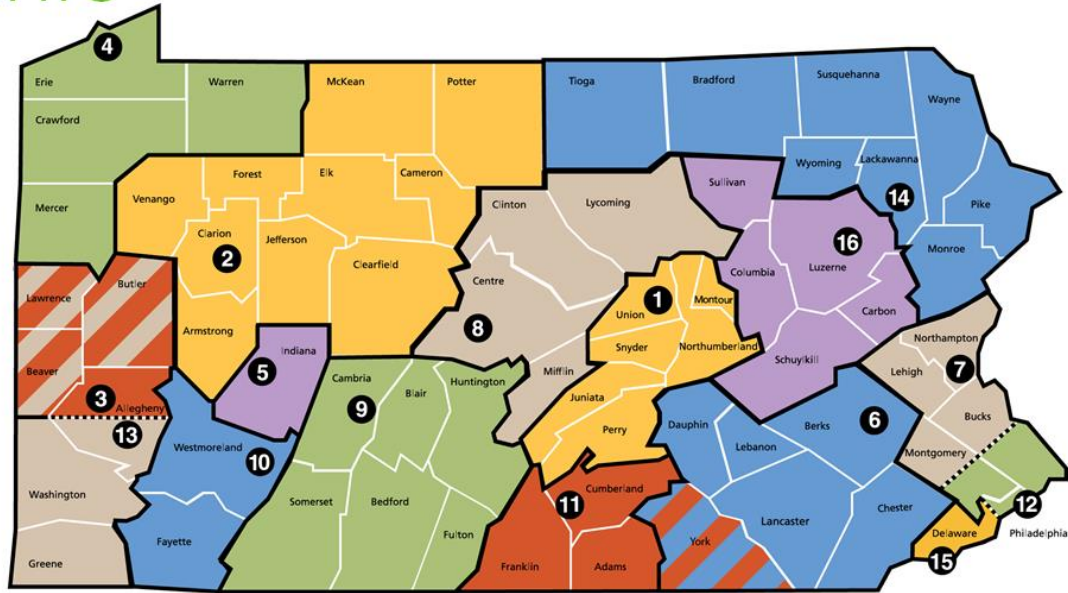 4
Erie
Warren
McKean
Potter
Tioga
Bradford
Susquehanna
Wayne
Crawford
Wyoming
Lackawanna
Forest
Elk
Cameron
Mercer
Venango
Sullivan
Clinton
Lycoming
14
Pike
Clarion
Jefferson
16
Monroe
2
Clearfield
Columbia
Luzerne
Centre
Butler
Lawrence
1
Montour
Union
Carbon
8
Armstrong
Northampton
Snyder
Northumberland
Indiana
Schuylkill
5
Lehigh
7
Beaver
Mifflin
Cambria
Blair
Huntington
3
Allegheny
9
Juniata
Bucks
13
Perry
Dauphin
Berks
6
Westmoreland
10
Lebanon
Montgomery
Washington
Somerset
Bedford
11
Cumberland
Chester
12
Lancaster
Fulton
Delaware
Philadelphia
Fayette
York
15
Greene
Franklin
Adams